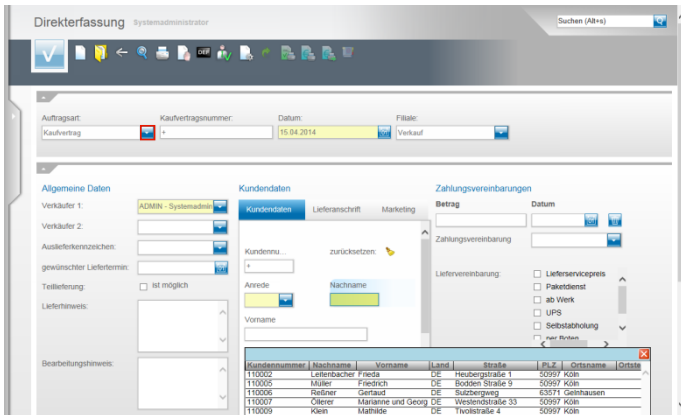 Direkterfassung Systemadministrator
Suchen (Alt+s)
DEF
Auftragsart: Kaufvertragsnummer: Datum: Filiale:
Kaufvertrag + 15.04.2014 Verkauf
Allgemeine Daten Kundendaten Zahlungsvereinbarungen
Verkäufer 1: ADMIN - Systemadmin
Verkäufer 2:
Auslieferkennzeichen:
gewünschter Liefertermin:
Teillieferung: ist möglich
Lieferhinweis:
Bearbeitungshinweis:
Kundendaten Lieferanschrift Marketing
Kundennu... zurücksetzen:
+
Anrede Nachname
Vorname
Betrag Datum
Zahlungsvereinbarung
Liefervereinbarung: Lieferservicepreis
Paketdienst
ab Werk
UPS
Selbstabholung
per Boten
Kundennummer Nachname Vorname Land Straße PLZ Ortsname Ortste
110002 Leitenbacher Frieda DE Heubergstraße 1 50997 Köln
110005 Müller Friedrich DE Bodden Straße 9 50997 Köln
110006 Reßner Gertaud DE Sulzbergweg 63571 Gelnhausen
110007 Öllerer Marianne und Georg DE Westendstraße 33 50997 Köln
110009 Klein Mathilde DE Tivolistraße 4 50997 Köln